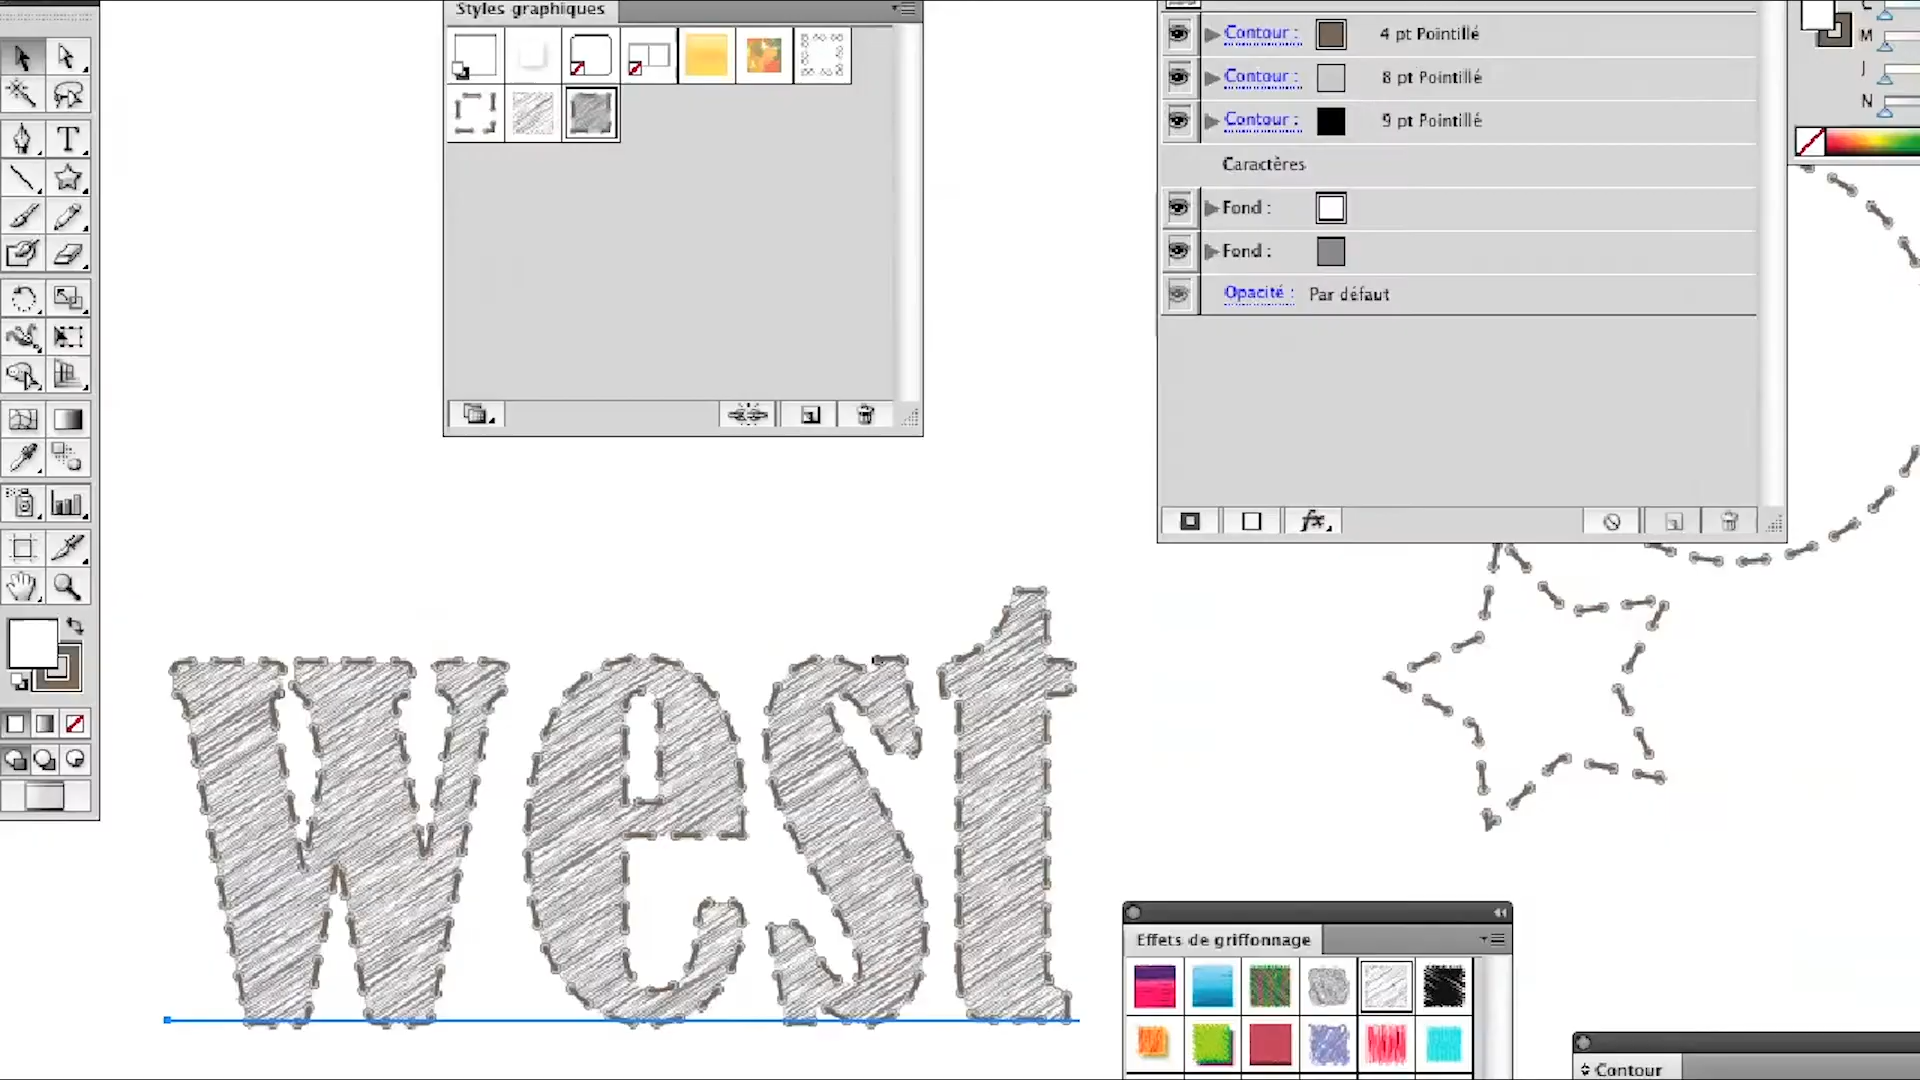 Styles graphiques
Contour : 4 pt Pointillé
Contour : 8 pt Pointillé
Contour : 9 pt Pointillé
Caractères
Fond :
Fond :
Opacité : Par défaut
fx
T
C
M
J
N
west
Effets de griffonnage
Contour